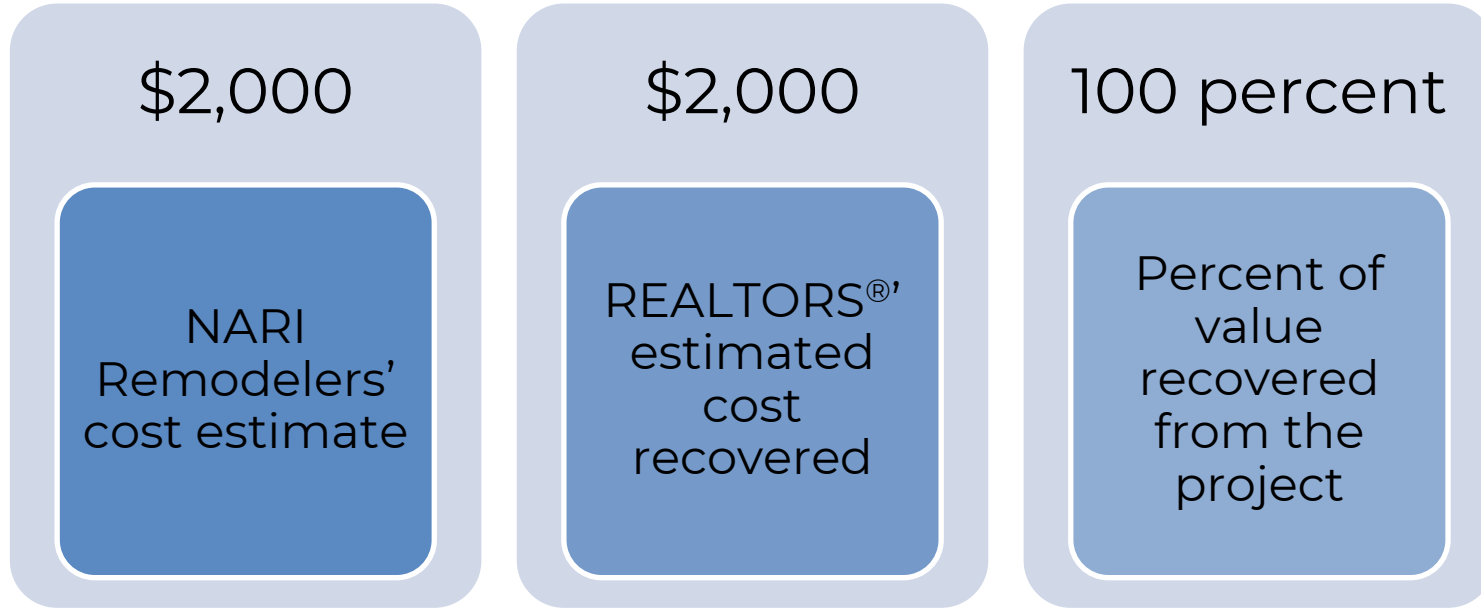 $2,000
NARI
Remodelers’
cost estimate
$2,000
REALTORS®’
estimated
cost
recovered
100 percent
Percent of
value
recovered
from the
project